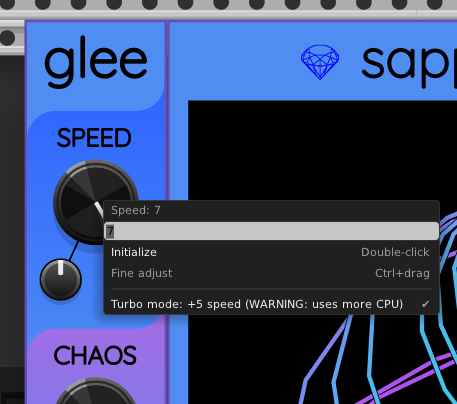 glee
sapp
SPEED
Speed: 7
7
Initialize Double-click
Fine adjust Ctrl+drag
Turbo mode: +5 speed (WARNING: uses more CPU) ✔
CHAOS